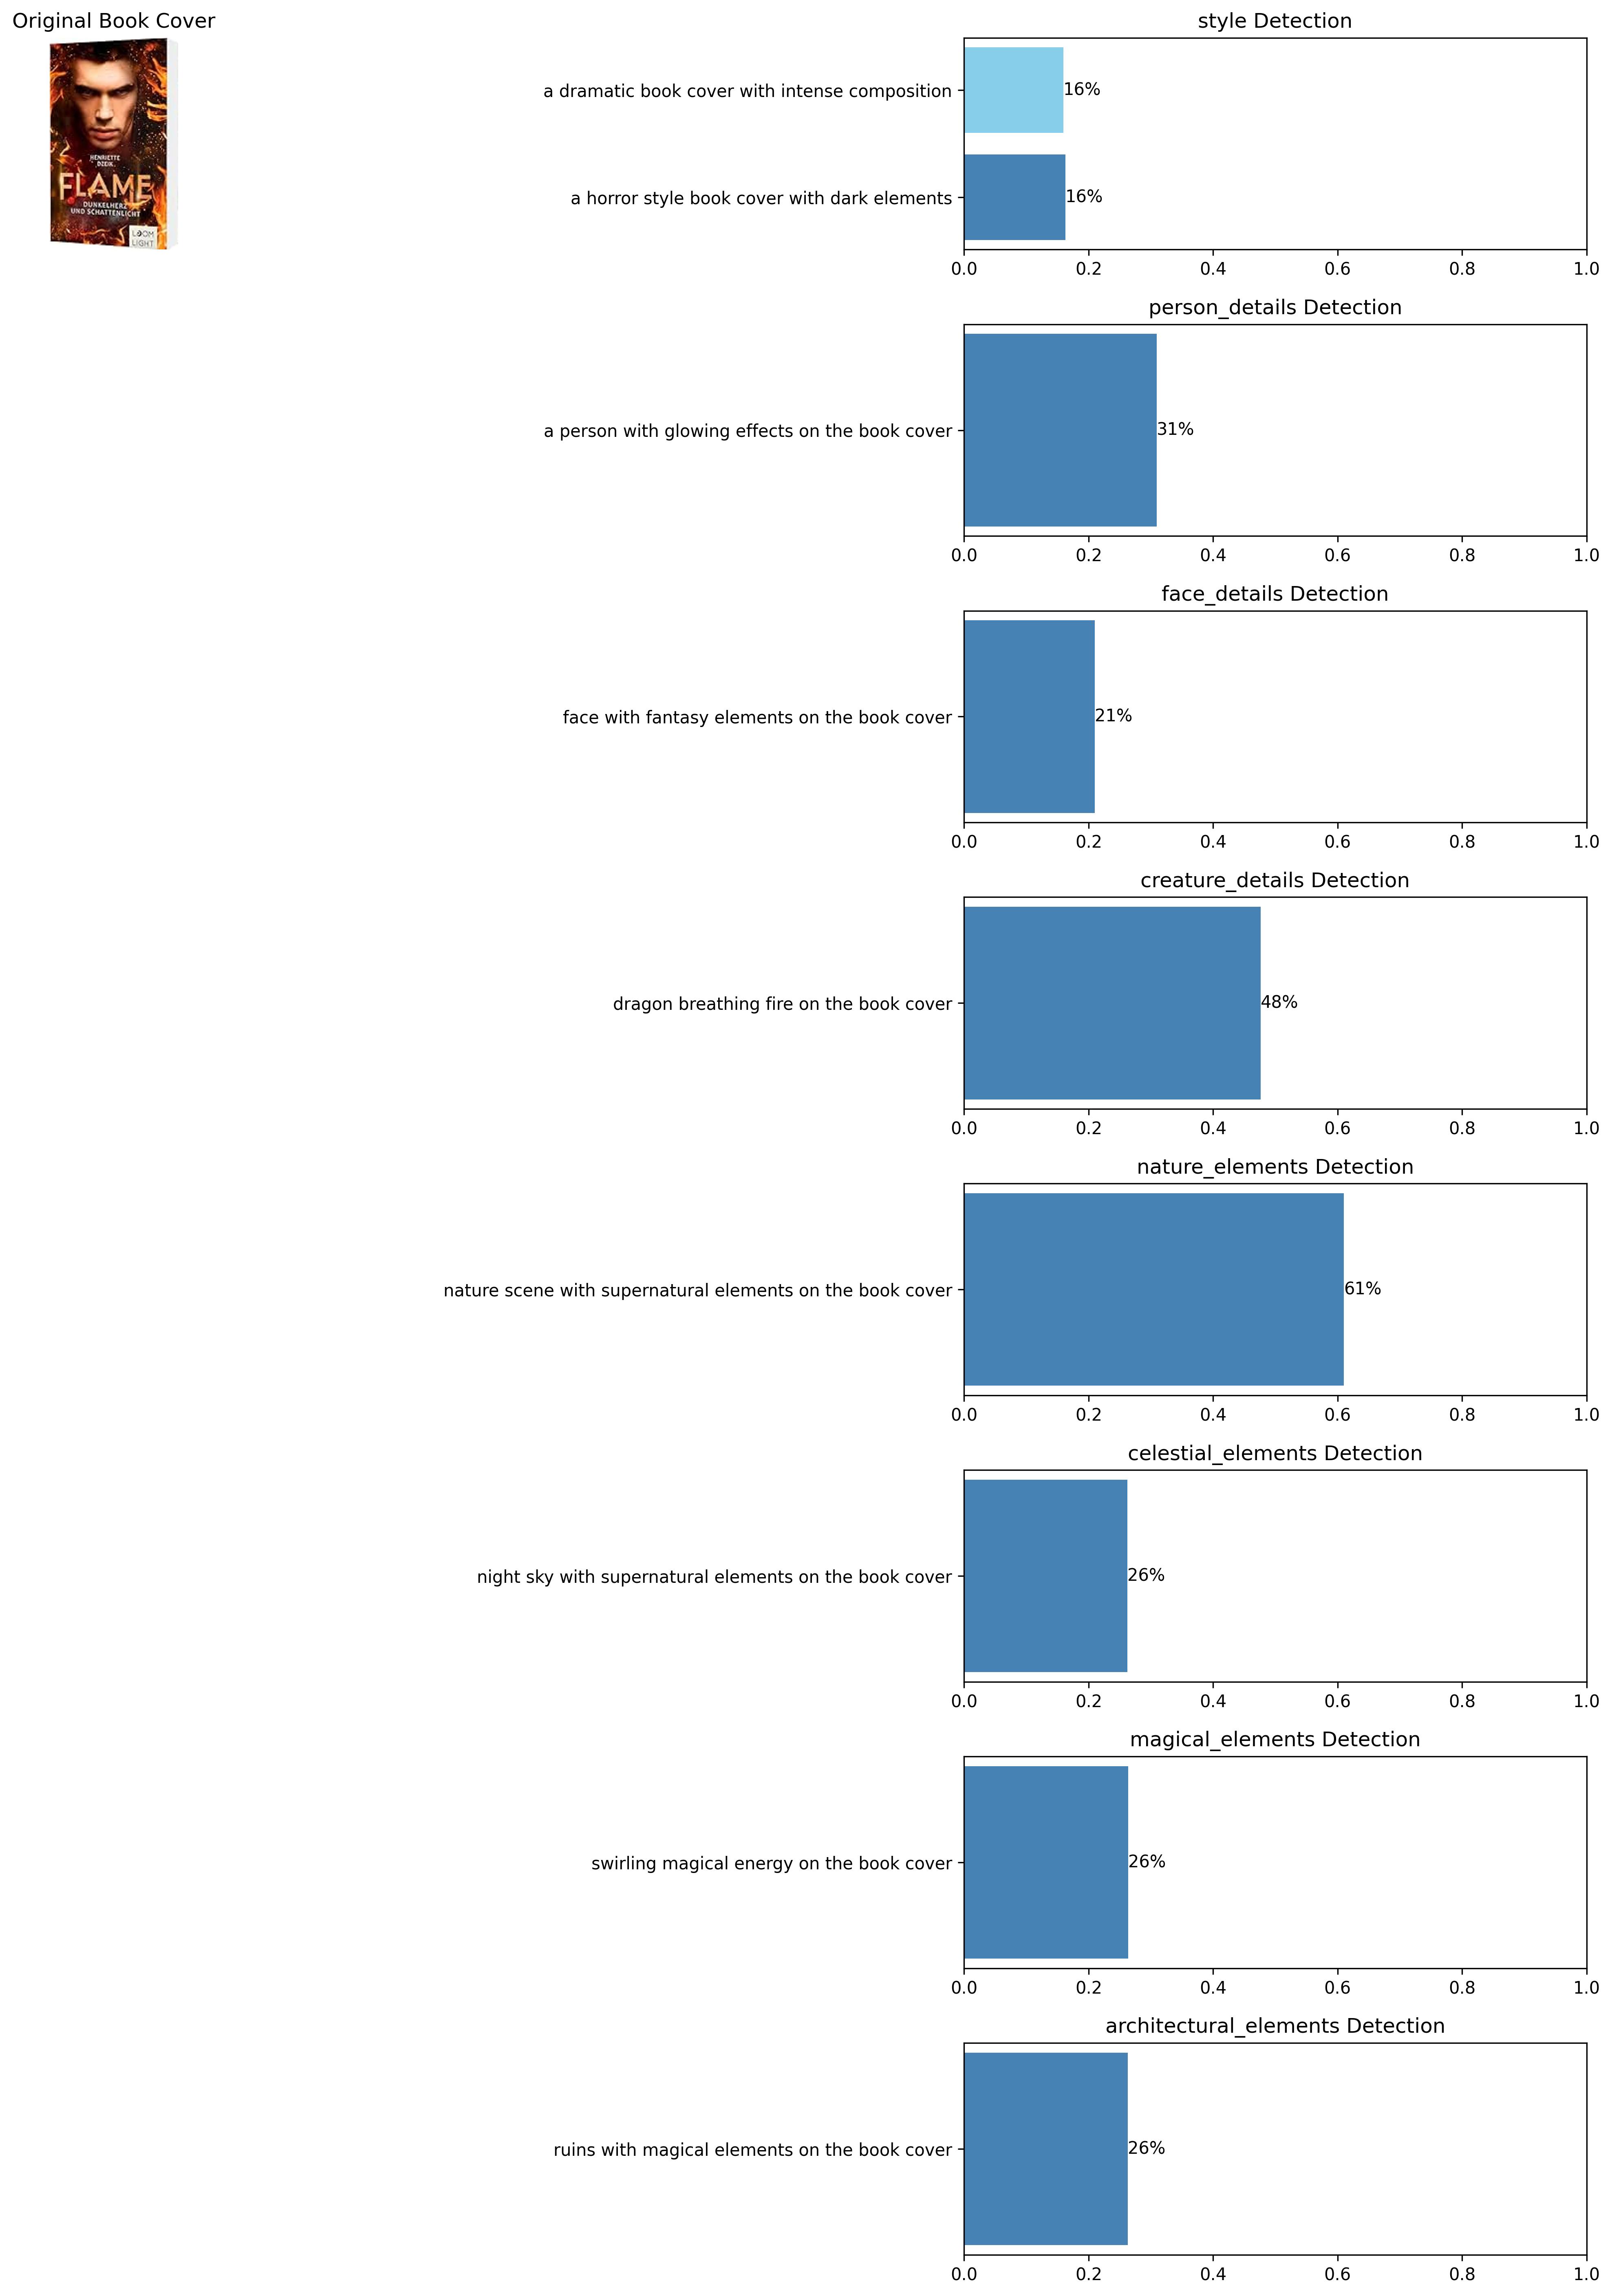 Original Book Cover
HENRIETTE
DZEIK
FLAME
DUNKELHERZ
UND SCHATTENLICHT
LOOM
LIGHT
style Detection
a dramatic book cover with intense composition
16%
a horror style book cover with dark elements
16%
0.0 0.2 0.4 0.6 0.8 1.0
person_details Detection
a person with glowing effects on the book cover
31%
0.0 0.2 0.4 0.6 0.8 1.0
face_details Detection
face with fantasy elements on the book cover
21%
0.0 0.2 0.4 0.6 0.8 1.0
creature_details Detection
dragon breathing fire on the book cover
48%
0.0 0.2 0.4 0.6 0.8 1.0
nature_elements Detection
nature scene with supernatural elements on the book cover
61%
0.0 0.2 0.4 0.6 0.8 1.0
celestial_elements Detection
night sky with supernatural elements on the book cover
26%
0.0 0.2 0.4 0.6 0.8 1.0
magical_elements Detection
swirling magical energy on the book cover
26%
0.0 0.2 0.4 0.6 0.8 1.0
architectural_elements Detection
ruins with magical elements on the book cover
26%
0.0 0.2 0.4 0.6 0.8 1.0